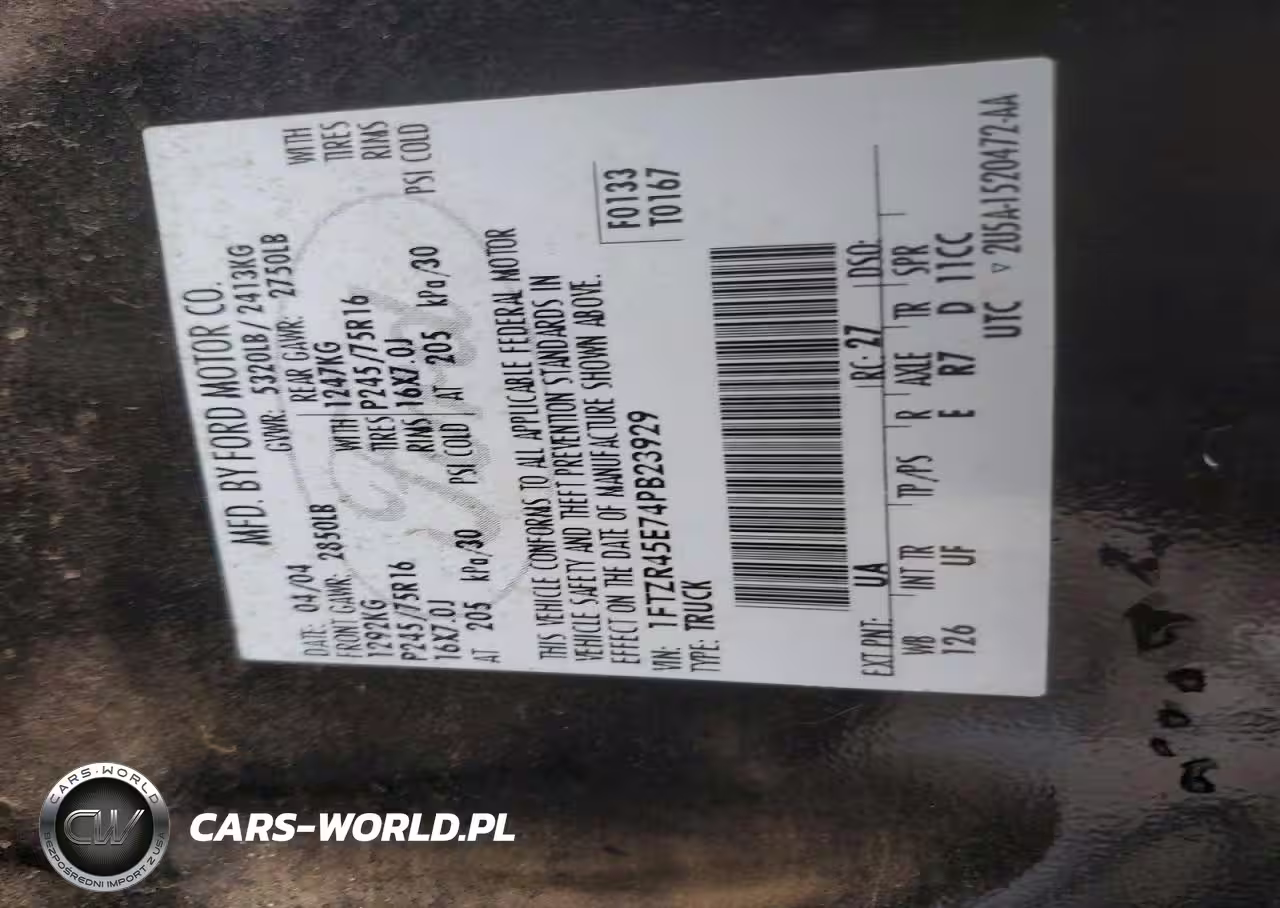 MFD. BY FORD MOTOR CO.
DATE: 04/04 GVWR: 5320LB/2413KG
FRONT GAWR: 2850LB REAR GAWR: 2750LB
1292KG WITH 1247KG WITH
P245/75R16 TIRES P245/75R16 TIRES
16X7.0J RIMS 16X7.0J RIMS
AT 205 kPa/30 PSI COLD AT 205 kPa/30 PSI COLD
THIS VEHICLE CONFORMS TO ALL APPLICABLE FEDERAL MOTOR
VEHICLE SAFETY AND THEFT PREVENTION STANDARDS IN
EFFECT ON THE DATE OF MANUFACTURE SHOWN ABOVE.
VIN: 1FTZR45E74PB23929
TYPE: TRUCK
F0133
T0167
EXT PNT: UA RC: 27 DSO:
WB INT TR TP/PS R AXLE TR SPR
126 UF E R7 D 11CC
UTC ▽ 2U5A-1520472-AA
Ford
CARS-WORLD
CW
BEZPOŚREDNI IMPORT Z USA
CARS-WORLD.PL